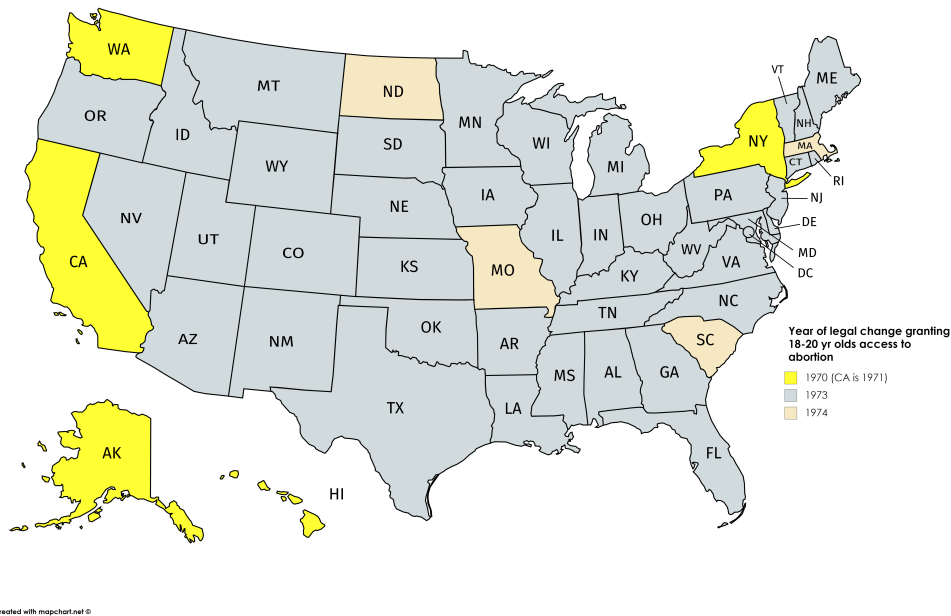 WA
MT
ND
MN
VT
ME
OR
ID
SD
WI
NH
NY
MA
WY
MI
CT
RI
IA
PA
NJ
NE
NV
OH
DE
UT
IL
IN
CO
WV
MD
CA
KS
MO
KY
VA
DC
NC
TN
OK
AZ
NM
AR
SC
MS
AL
GA
TX
LA
AK
FL
HI
Year of legal change granting
18-20 yr olds access to
abortion
1970 (CA is 1971)
1973
1974
reated with mapchart.net ©